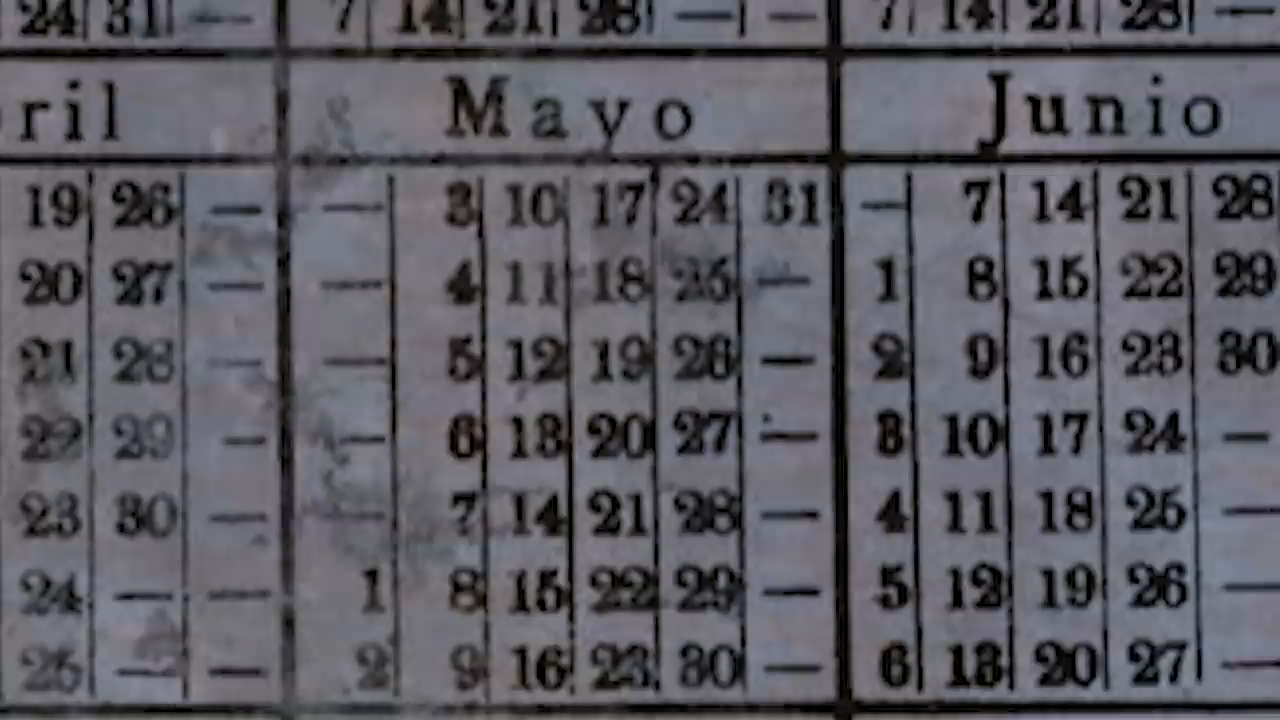 24 31 — 7 14 21 28 — — 7 14 21 28 —
ril Mayo Junio
19 26 — — 3 10 17 24 31 — 7 14 21 28
20 27 — — 4 11 18 25 — 1 8 15 22 29
21 28 — — 5 12 19 26 — 2 9 16 23 30
22 29 — — 6 13 20 27 — 3 10 17 24 —
23 30 — — 7 14 21 28 — 4 11 18 25 —
24 — — 1 8 15 22 29 — 5 12 19 26 —
25 — — 2 9 16 23 30 — 6 13 20 27 —